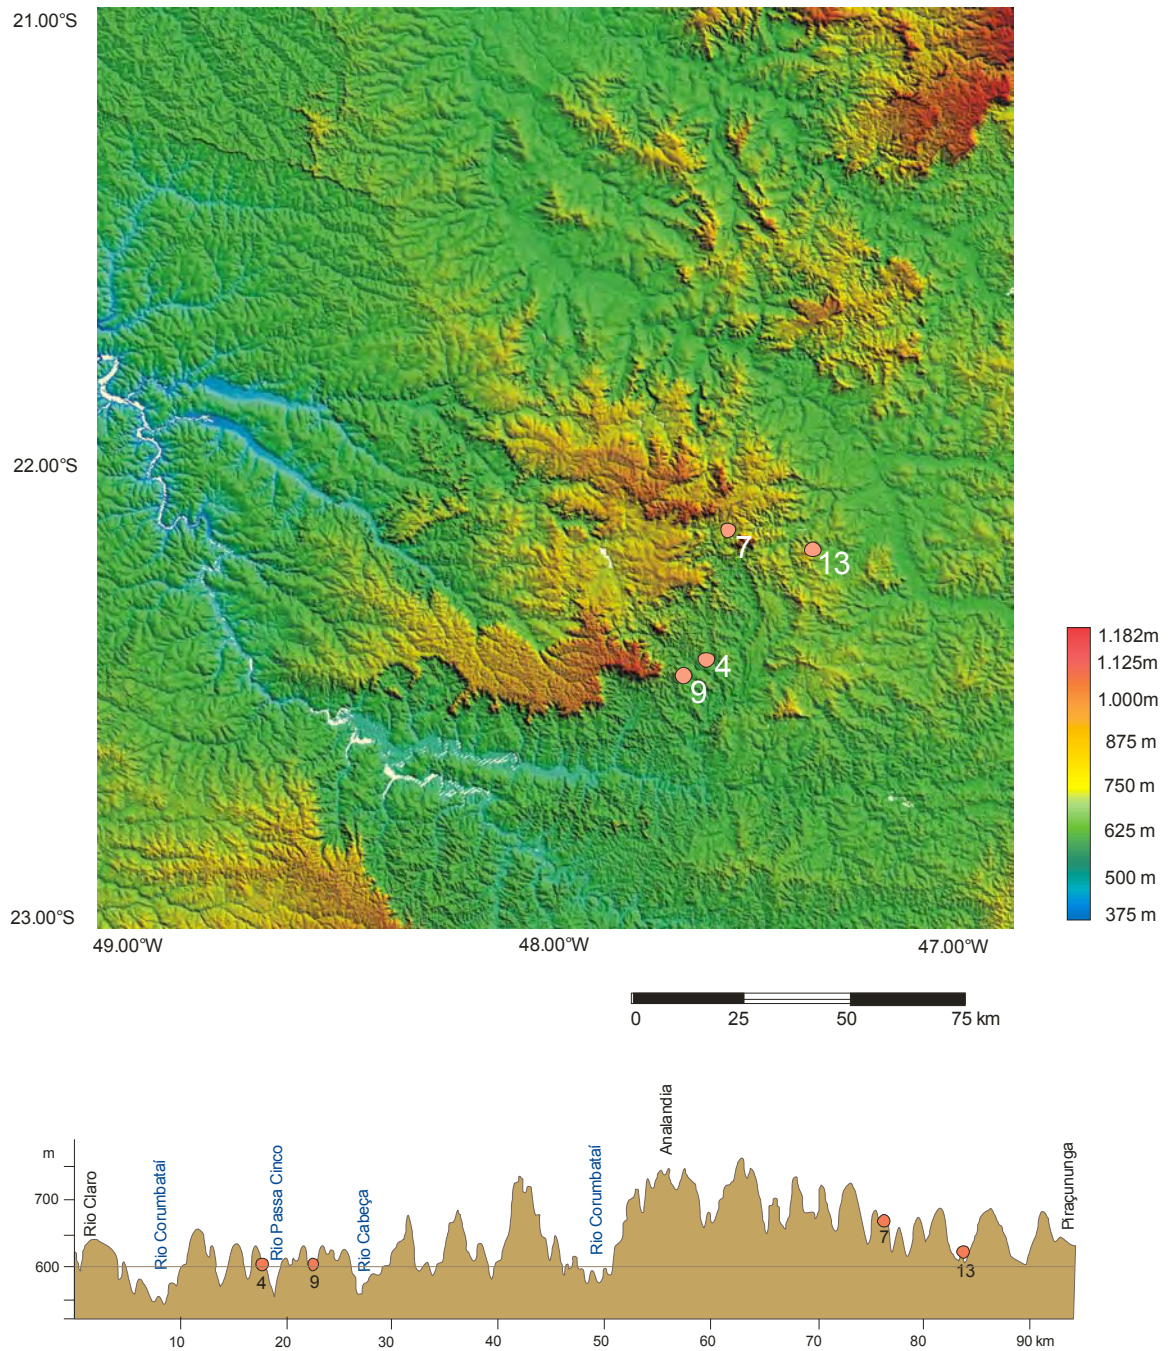 21.00°S
22.00°S
23.00°S
49.00°W
48.00°W
47.00°W
7
13
4
9
1.182m
1.125m
1.000m
875 m
750 m
625 m
500 m
375 m
0
25
50
75 km
m
700
600
Rio Claro
Rio Corumbataí
Rio Passa Cinco
Rio Cabeça
Rio Corumbataí
Analandia
Piraçununga
4
9
7
13
10
20
30
40
50
60
70
80
90 km